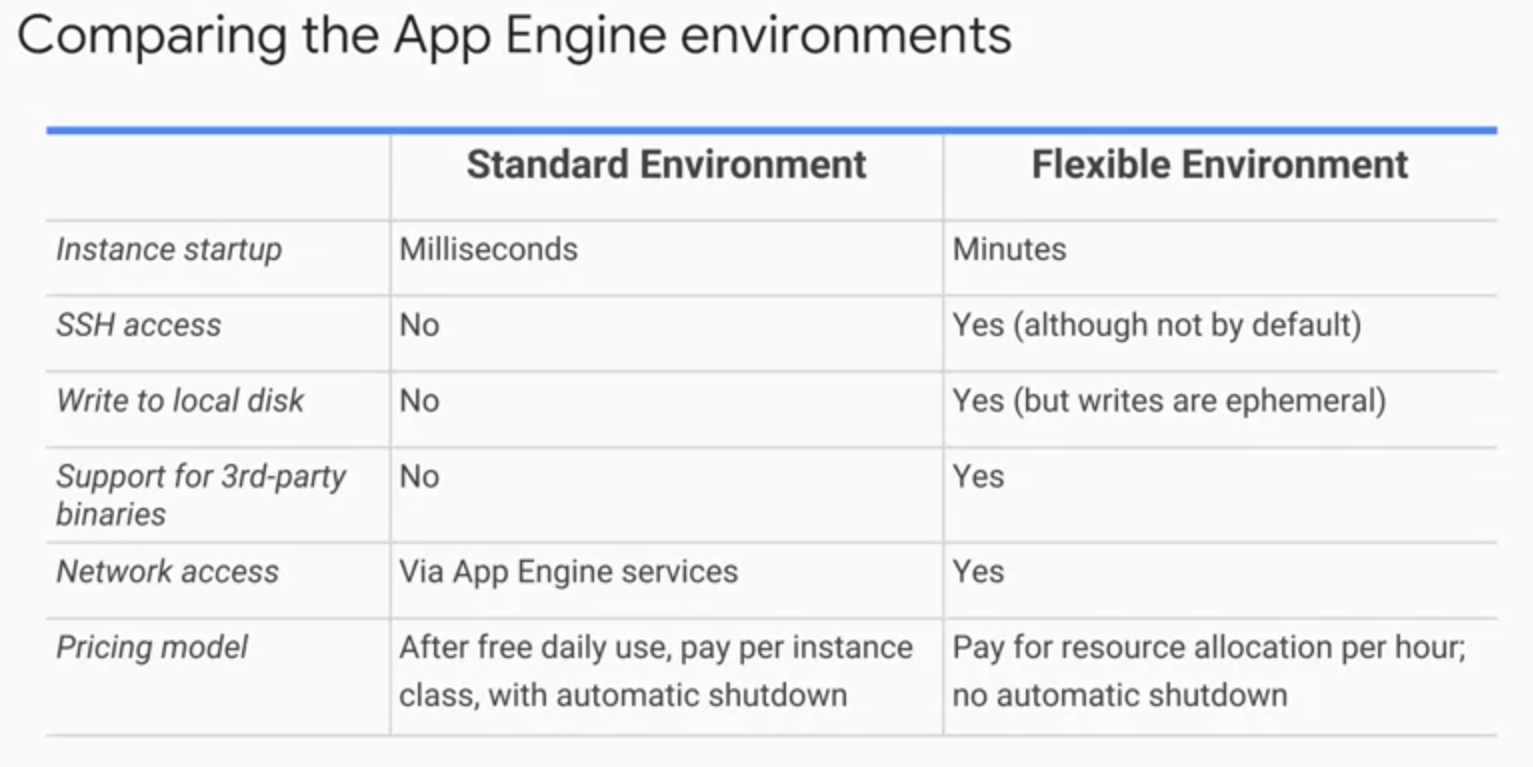 Comparing the App Engine environments
Standard Environment Flexible Environment
Instance startup Milliseconds Minutes
SSH access No Yes (although not by default)
Write to local disk No Yes (but writes are ephemeral)
Support for 3rd-party No Yes
binaries
Network access Via App Engine services Yes
Pricing model After free daily use, pay per instance Pay for resource allocation per hour;
class, with automatic shutdown no automatic shutdown